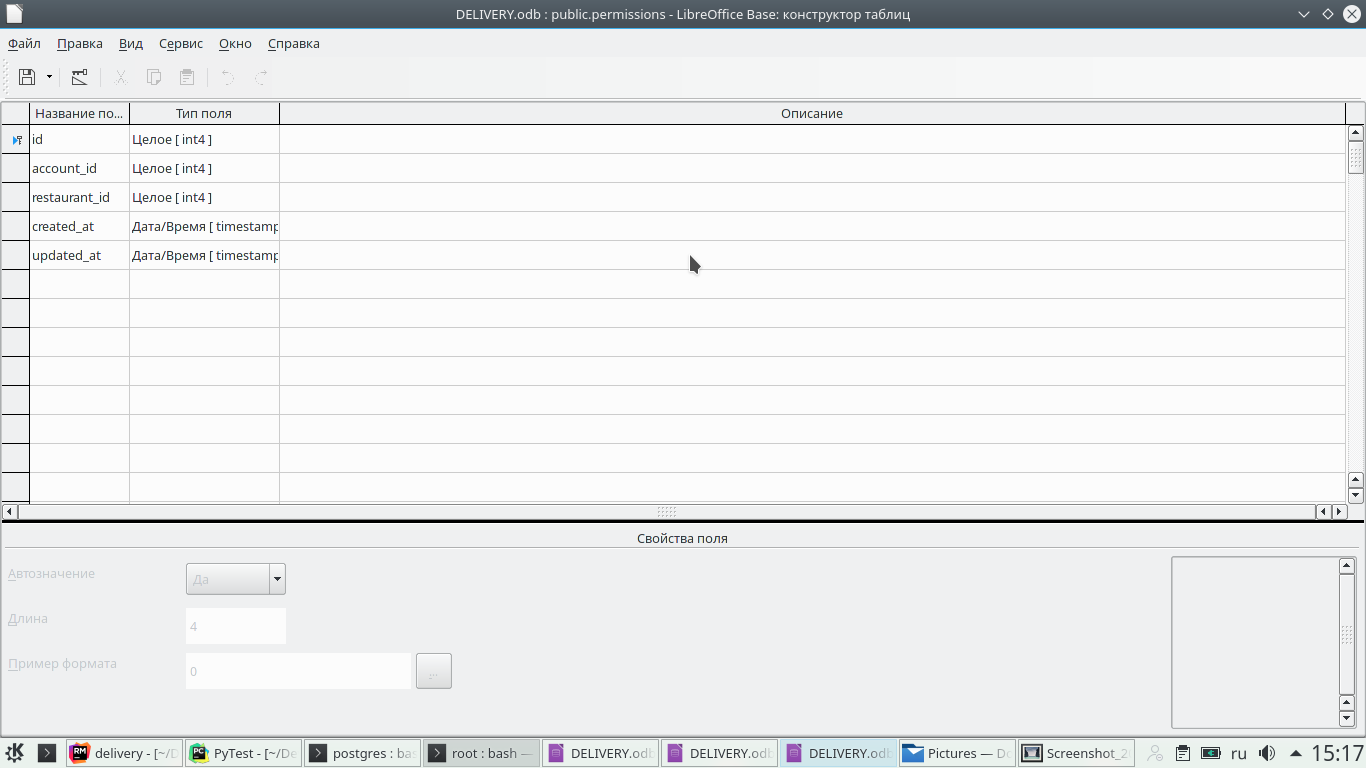 DELIVERY.odb : public.permissions - LibreOffice Base: конструктор таблиц
Файл Правка Вид Сервис Окно Справка
Название по... Тип поля Описание
id Целое [ int4 ]
account_id Целое [ int4 ]
restaurant_id Целое [ int4 ]
created_at Дата/Время [ timestamp
updated_at Дата/Время [ timestamp
Свойства поля
Автозначение Да
Длина 4
Пример формата 0 ...
delivery - [~/D PyTest - [~/De postgres : bas root : bash — DELIVERY.odb DELIVERY.odb DELIVERY.odb Pictures — Do Screenshot_2 ru 15:17